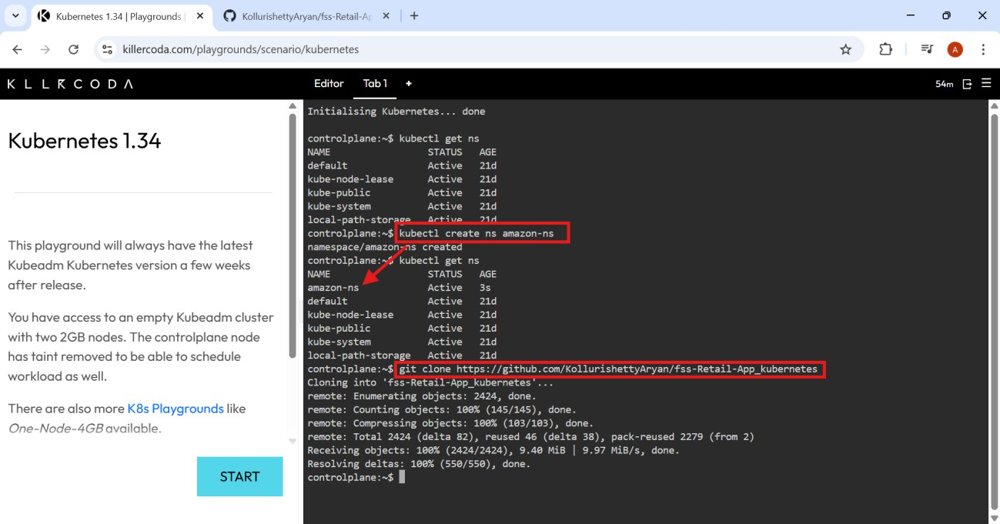 Kubernetes 1.34 | Playgrounds |
KollurishettyAryan/fss-Retail-Ap
killercoda.com/playgrounds/scenario/kubernetes
A
KLLRCODA
Editor
Tab 1
+
54m
Kubernetes 1.34
This playground will always have the latest
Kubeadm Kubernetes version a few weeks
after release.
You have access to an empty Kubeadm cluster
with two 2GB nodes. The controlplane node
has taint removed to be able to schedule
workload as well.
There are also more K8s Playgrounds like
One-Node-4GB available.
START
Initialising Kubernetes... done
controlplane:~$ kubectl get ns
NAME STATUS AGE
default Active 21d
kube-node-lease Active 21d
kube-public Active 21d
kube-system Active 21d
local-path-storage Active 21d
controlplane:~$ kubectl create ns amazon-ns
namespace/amazon-ns created
controlplane:~$ kubectl get ns
NAME STATUS AGE
amazon-ns Active 3s
default Active 21d
kube-node-lease Active 21d
kube-public Active 21d
kube-system Active 21d
local-path-storage Active 21d
controlplane:~$ git clone https://github.com/KollurishettyAryan/fss-Retail-App_kubernetes
Cloning into 'fss-Retail-App_kubernetes'...
remote: Enumerating objects: 2424, done.
remote: Counting objects: 100% (145/145), done.
remote: Compressing objects: 100% (103/103), done.
remote: Total 2424 (delta 82), reused 46 (delta 38), pack-reused 2279 (from 2)
Receiving objects: 100% (2424/2424), 9.40 MiB | 9.97 MiB/s, done.
Resolving deltas: 100% (550/550), done.
controlplane:~$